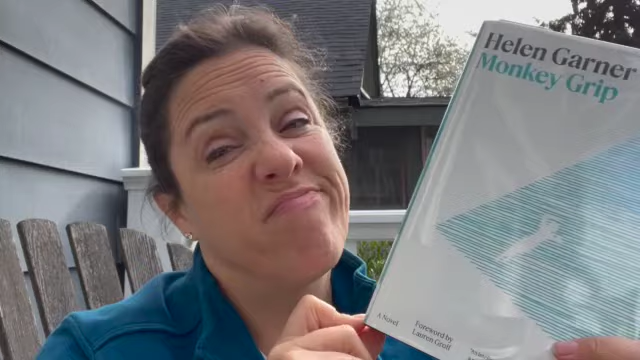 Helen Garner
Monkey Grip
A Novel
Foreword by
Lauren Groff